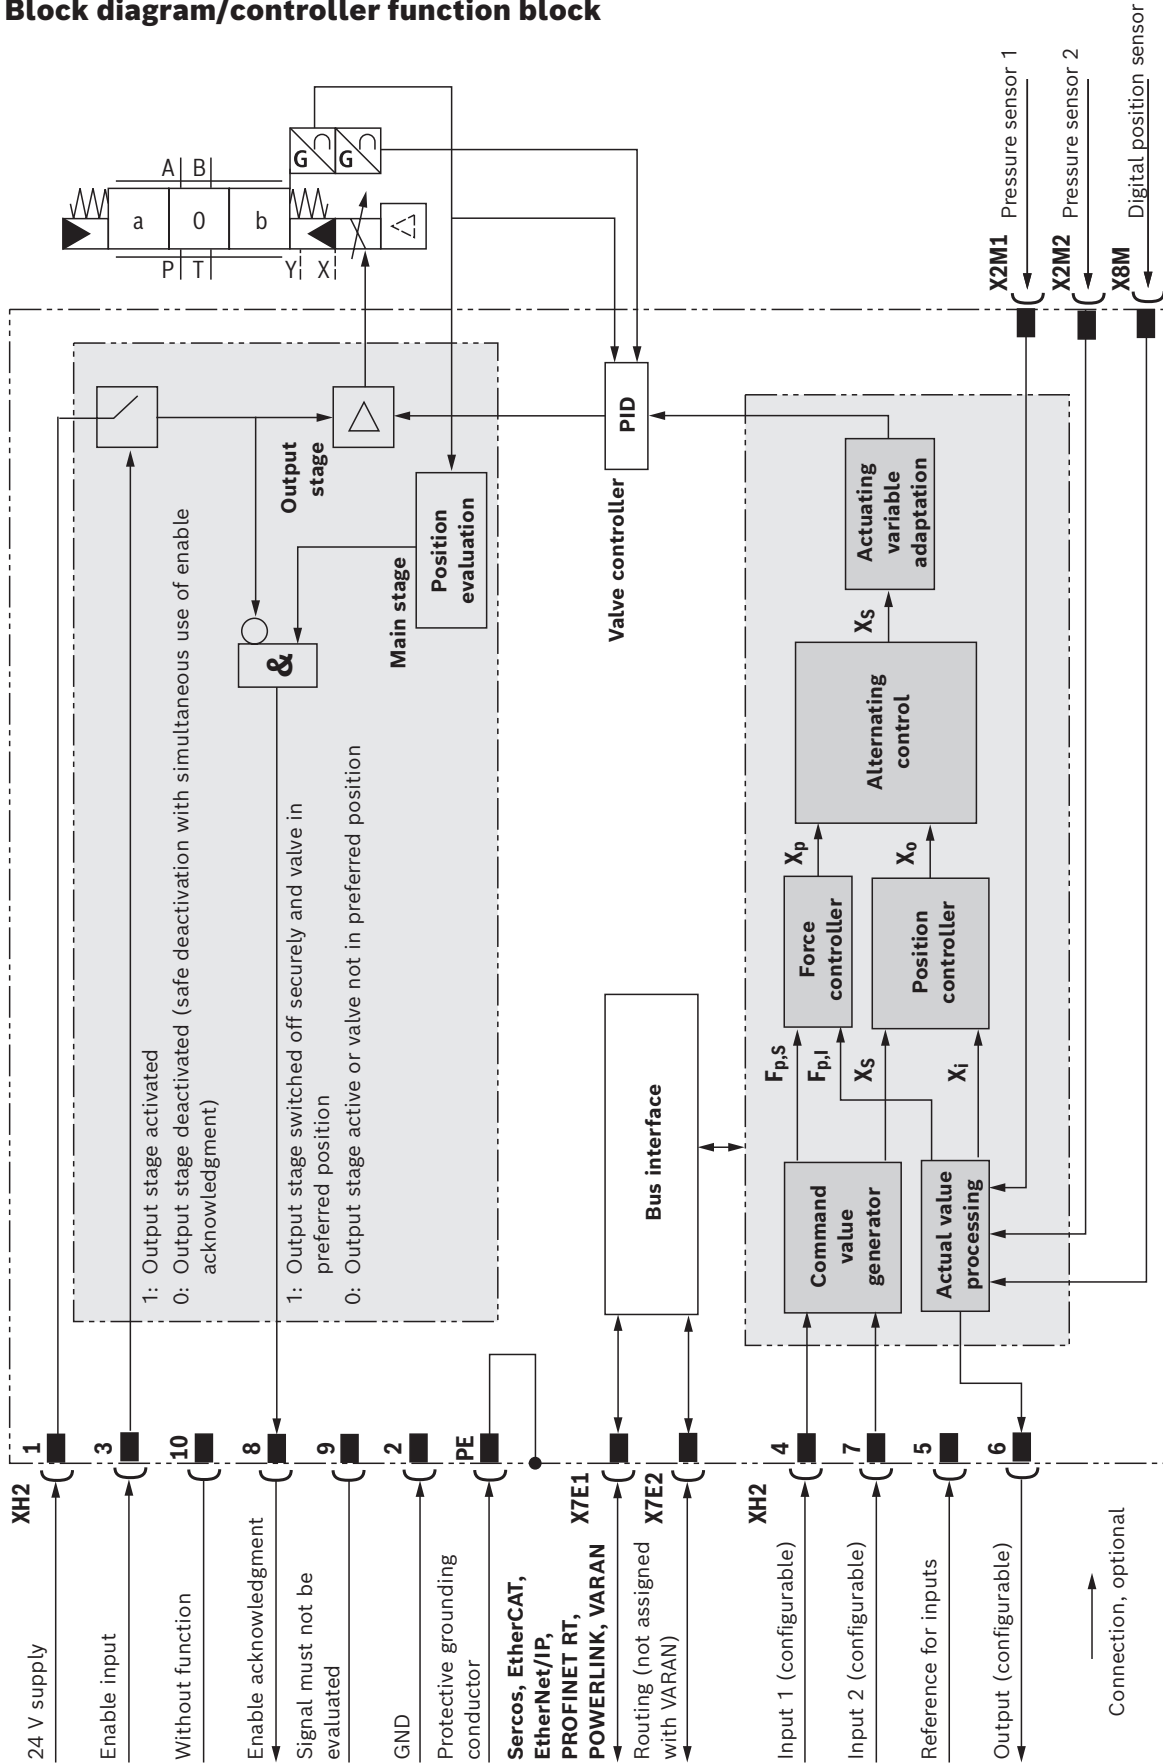 Block diagram/controller function block
XH2
24 V supply
1
Enable input
3
Without function
10
Enable acknowledgment
8
Signal must not be
evaluated
9
GND
2
Protective grounding
conductor
PE
Sercos, EtherCAT,
EtherNet/IP,
PROFINET RT,
POWERLINK, VARAN
X7E1
Routing (not assigned
with VARAN)
X7E2
XH2
Input 1 (configurable)
4
Input 2 (configurable)
7
Reference for inputs
5
Output (configurable)
6
Connection, optional
1: Output stage activated
0: Output stage deactivated (safe deactivation with simultaneous use of enable
acknowledgment)
1: Output stage switched off securely and valve in
preferred position
0: Output stage active or valve not in preferred position
&
Output
stage
Main stage
Position
evaluation
A
B
a
0
b
P
T
Y
X
G
G
Bus interface
Valve controller
PID
Command
value
generator
Actual value
processing
Fp,S
Fp,I
XS
Xi
Force
controller
Position
controller
Xp
Xo
Alternating
control
XS
Actuating
variable
adaptation
X2M1
Pressure sensor 1
X2M2
Pressure sensor 2
X8M
Digital position sensor